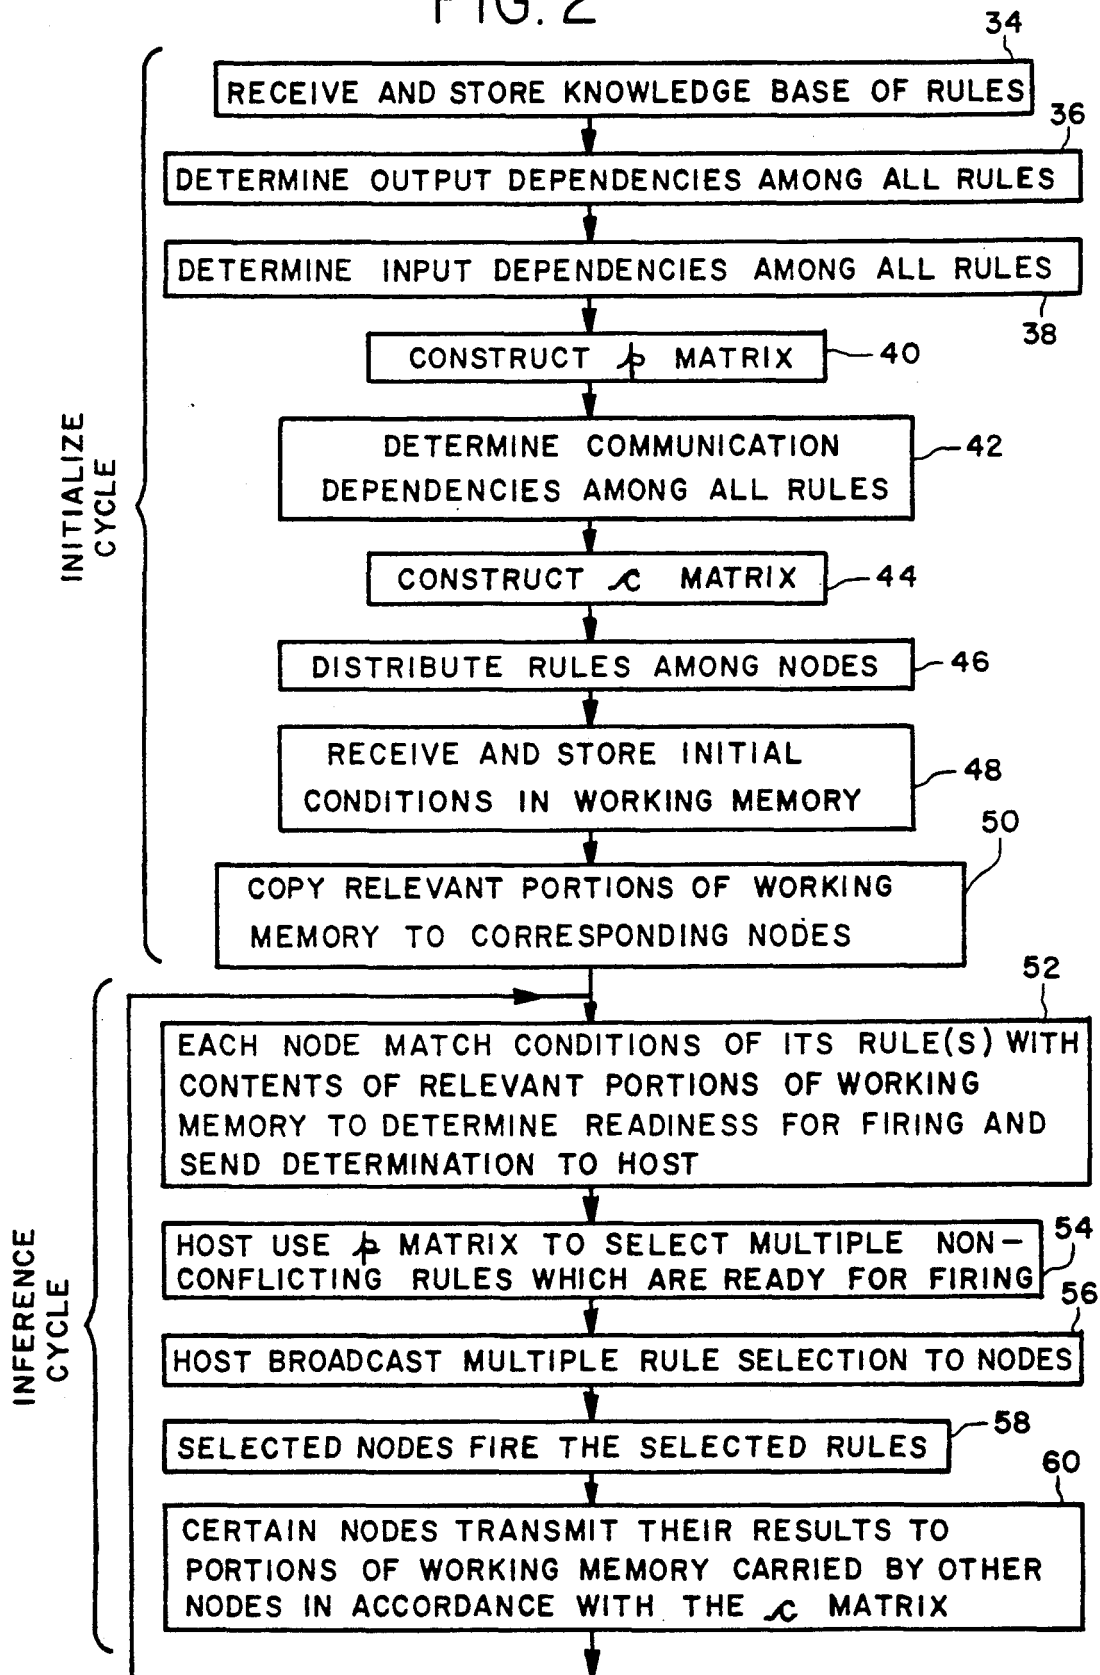 FIG. 2
34
RECEIVE AND STORE KNOWLEDGE BASE OF RULES
36
DETERMINE OUTPUT DEPENDENCIES AMONG ALL RULES
DETERMINE INPUT DEPENDENCIES AMONG ALL RULES
38
CONSTRUCT p MATRIX
40
DETERMINE COMMUNICATION
DEPENDENCIES AMONG ALL RULES
42
CONSTRUCT c MATRIX
44
DISTRIBUTE RULES AMONG NODES
46
RECEIVE AND STORE INITIAL
CONDITIONS IN WORKING MEMORY
48
50
COPY RELEVANT PORTIONS OF WORKING
MEMORY TO CORRESPONDING NODES
INITIALIZE
CYCLE
52
EACH NODE MATCH CONDITIONS OF ITS RULE(S) WITH
CONTENTS OF RELEVANT PORTIONS OF WORKING
MEMORY TO DETERMINE READINESS FOR FIRING AND
SEND DETERMINATION TO HOST
HOST USE p MATRIX TO SELECT MULTIPLE NON-
CONFLICTING RULES WHICH ARE READY FOR FIRING
54
56
HOST BROADCAST MULTIPLE RULE SELECTION TO NODES
SELECTED NODES FIRE THE SELECTED RULES
58
60
CERTAIN NODES TRANSMIT THEIR RESULTS TO
PORTIONS OF WORKING MEMORY CARRIED BY OTHER
NODES IN ACCORDANCE WITH THE c MATRIX
INFERENCE
CYCLE